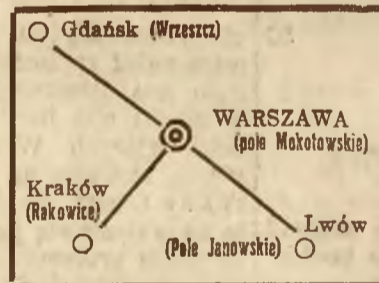 Gdańsk (Wrzeszcz)
WARSZAWA
(pole Mokotowskie)
Kraków
(Rakowice)
Lwów
(Pole Janowskie)